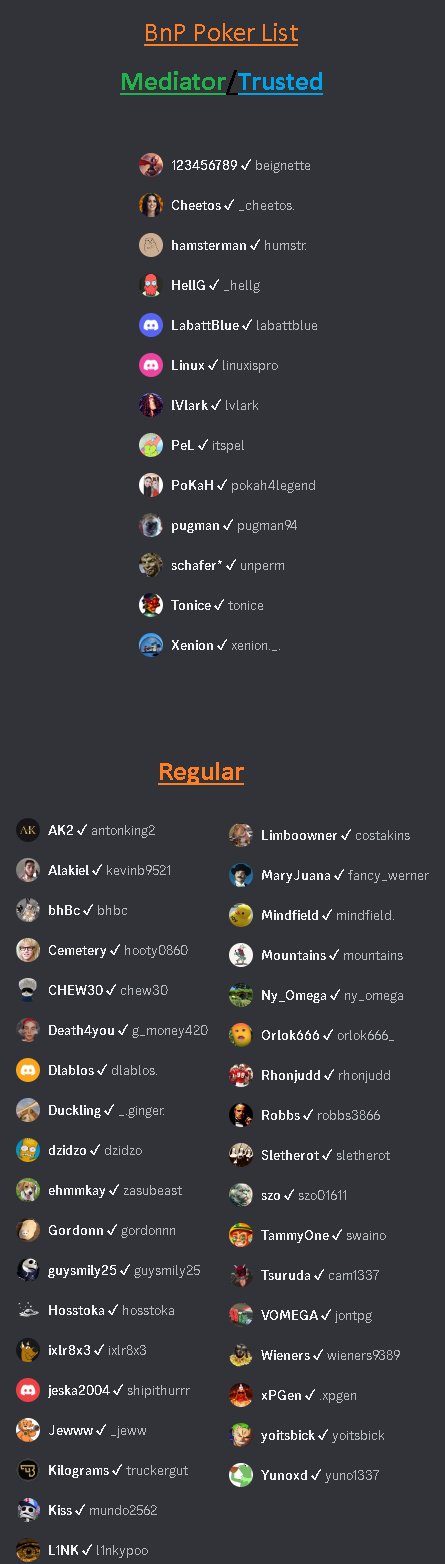 BnP Poker List
Mediator/Trusted
123456789 ✓ beignette
Cheetos ✓ _cheetos.
hamsterman ✓ humstr.
HellG ✓ _hellg
LabattBlue ✓ labattblue
Linux ✓ linuxispro
lVlark ✓ lvlark
PeL ✓ itspel
PoKaH ✓ pokah4legend
pugman ✓ pugman94
schafer* ✓ unperm
Tonice ✓ tonice
Xenion ✓ xenion._.
Regular
AK2 ✓ antonking2
Alakiel ✓ kevinb9521
bhBc ✓ bhbc
Cemetery ✓ hooty0860
CHEW30 ✓ chew30
Death4you ✓ g_money420
Dlablos ✓ dlablos.
Duckling ✓ _.ginger.
dzidzo ✓ dzidzo
ehmmkay ✓ zasubeast
Gordonn ✓ gordonnn
guysmily25 ✓ guysmily25
Hosstoka ✓ hosstoka
ixlr8x3 ✓ ixlr8x3
jeska2004 ✓ shipithurrr
Jewww ✓ _jeww
Kilograms ✓ truckergut
Kiss ✓ mundo2562
L1NK ✓ l1nkypoo
Limboowner ✓ costakins
MaryJuana ✓ fancy_werner
Mindfield ✓ mindfield.
Mountains ✓ mountains
Ny_Omega ✓ ny_omega
Orlok666 ✓ orlok666_
Rhonjudd ✓ rhonjudd
Robbs ✓ robbs3866
Sletherot ✓ sletherot
szo ✓ szo01611
TammyOne ✓ swaino
Tsuruda ✓ cam1337
VOMEGA ✓ jontpg
Wieners ✓ wieners9389
xPGen ✓ .xpgen
yoitsbick ✓ yoitsbick
Yunoxd ✓ yuno1337